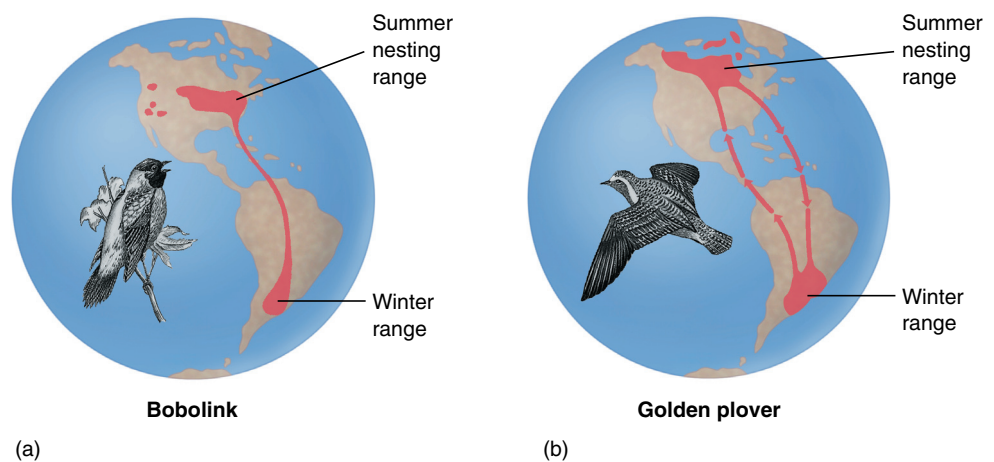 Summer
nesting
range
Winter
range
Bobolink
(a)
Summer
nesting
range
Winter
range
Golden plover
(b)